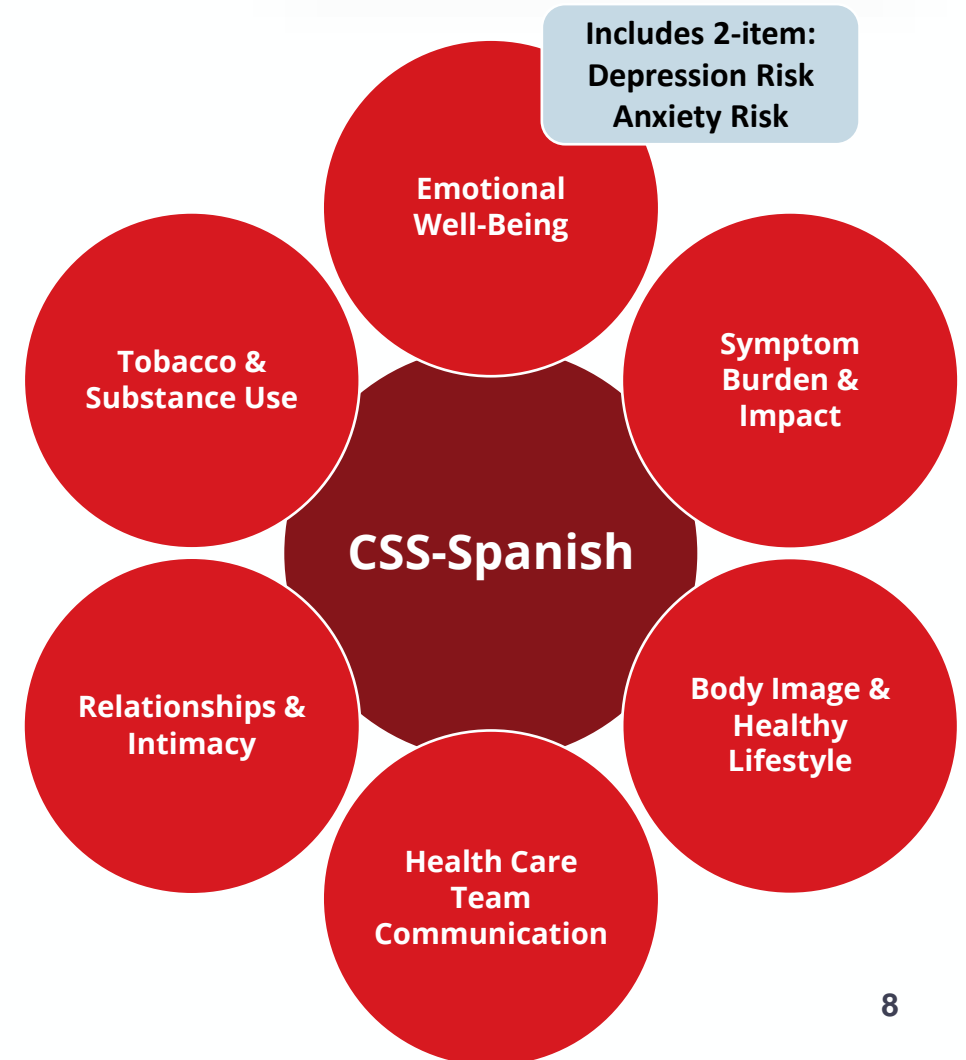 Includes 2-item:
Depression Risk
Anxiety Risk
Emotional
Well-Being
Tobacco &
Substance Use
Symptom
Burden &
Impact
CSS-Spanish
Relationships &
Intimacy
Body Image &
Healthy
Lifestyle
Health Care
Team
Communication
8